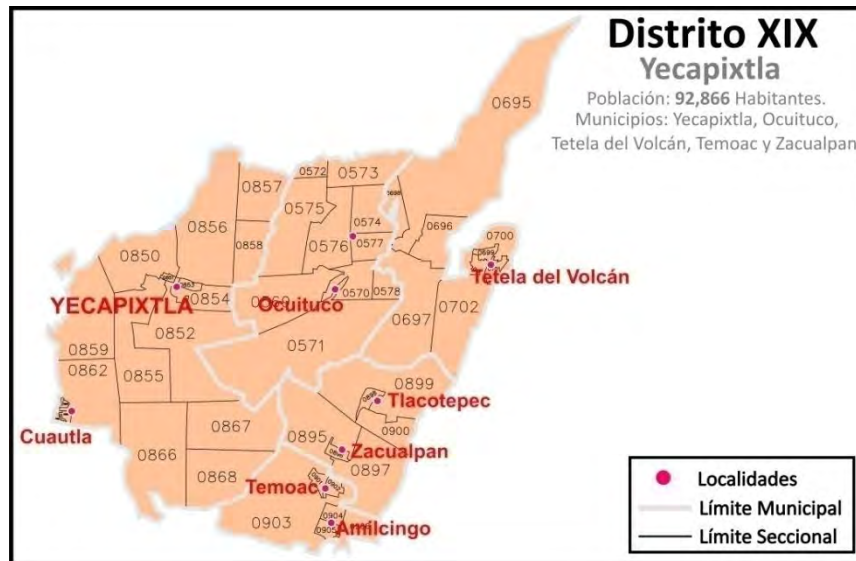 Distrito XIX
Yecapixtla
Población: 92,866 Habitantes.
Municipios: Yecapixtla, Ocuituco,
Tetela del Volcán, Temoac y Zacualpan
0695
0572
0573
0857
0575
0574
0856
0576
0577
0696
0700
0858
0850
Tetela del Volcán
0854
0570
0578
YECAPIXTLA
Ocuituco
0702
0852
0697
0571
0859
0862
0855
0899
Tlacotepec
0867
0900
0895
Cuautla
Zacualpan
0866
0897
0868
Temoac
0903
0904
Amilcingo
0905
Localidades
Límite Municipal
Límite Seccional